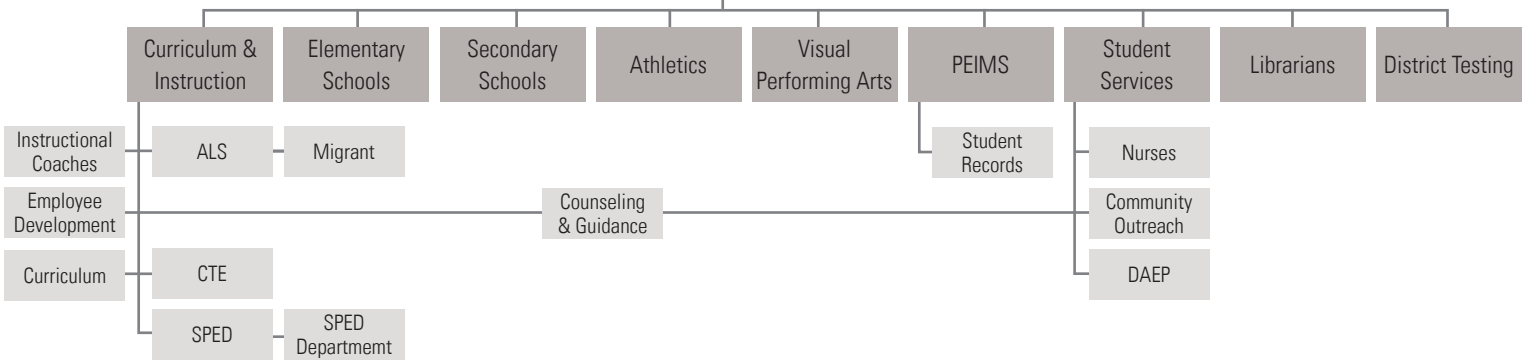 Curriculum &
Instruction
Elementary
Schools
Secondary
Schools
Athletics
Visual
Performing Arts
PEIMS
Student
Services
Librarians
District Testing
Instructional
Coaches
ALS
Migrant
Student
Records
Nurses
Employee
Development
Counseling
& Guidance
Community
Outreach
Curriculum
CTE
DAEP
SPED
SPED
Departmemt